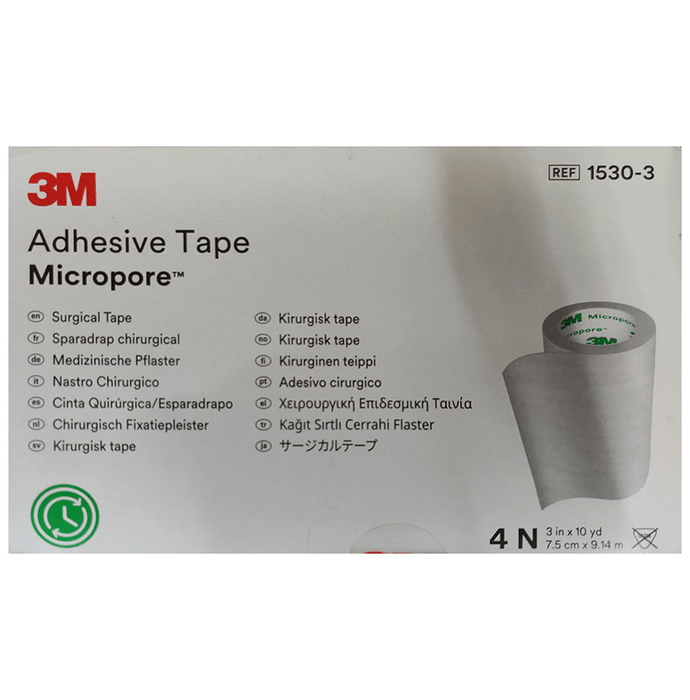 3M
REF 1530-3
Adhesive Tape
Micropore™
en Surgical Tape
fr Sparadrap chirurgical
de Medizinische Pflaster
it Nastro Chirurgico
es Cinta Quirúrgica/Esparadrapo
nl Chirurgisch Fixatiepleister
sv Kirurgisk tape
da Kirurgisk tape
no Kirurgisk tape
fi Kirurginen teippi
pt Adesivo cirurgico
el Χειρουργική Επιδεσμική Ταινία
tr Kağıt Sırtlı Cerrahi Flaster
ja サージカルテープ
3M Micropore
Micropore™ 3M
4 N
3 in x 10 yd
7.5 cm x 9.14 m